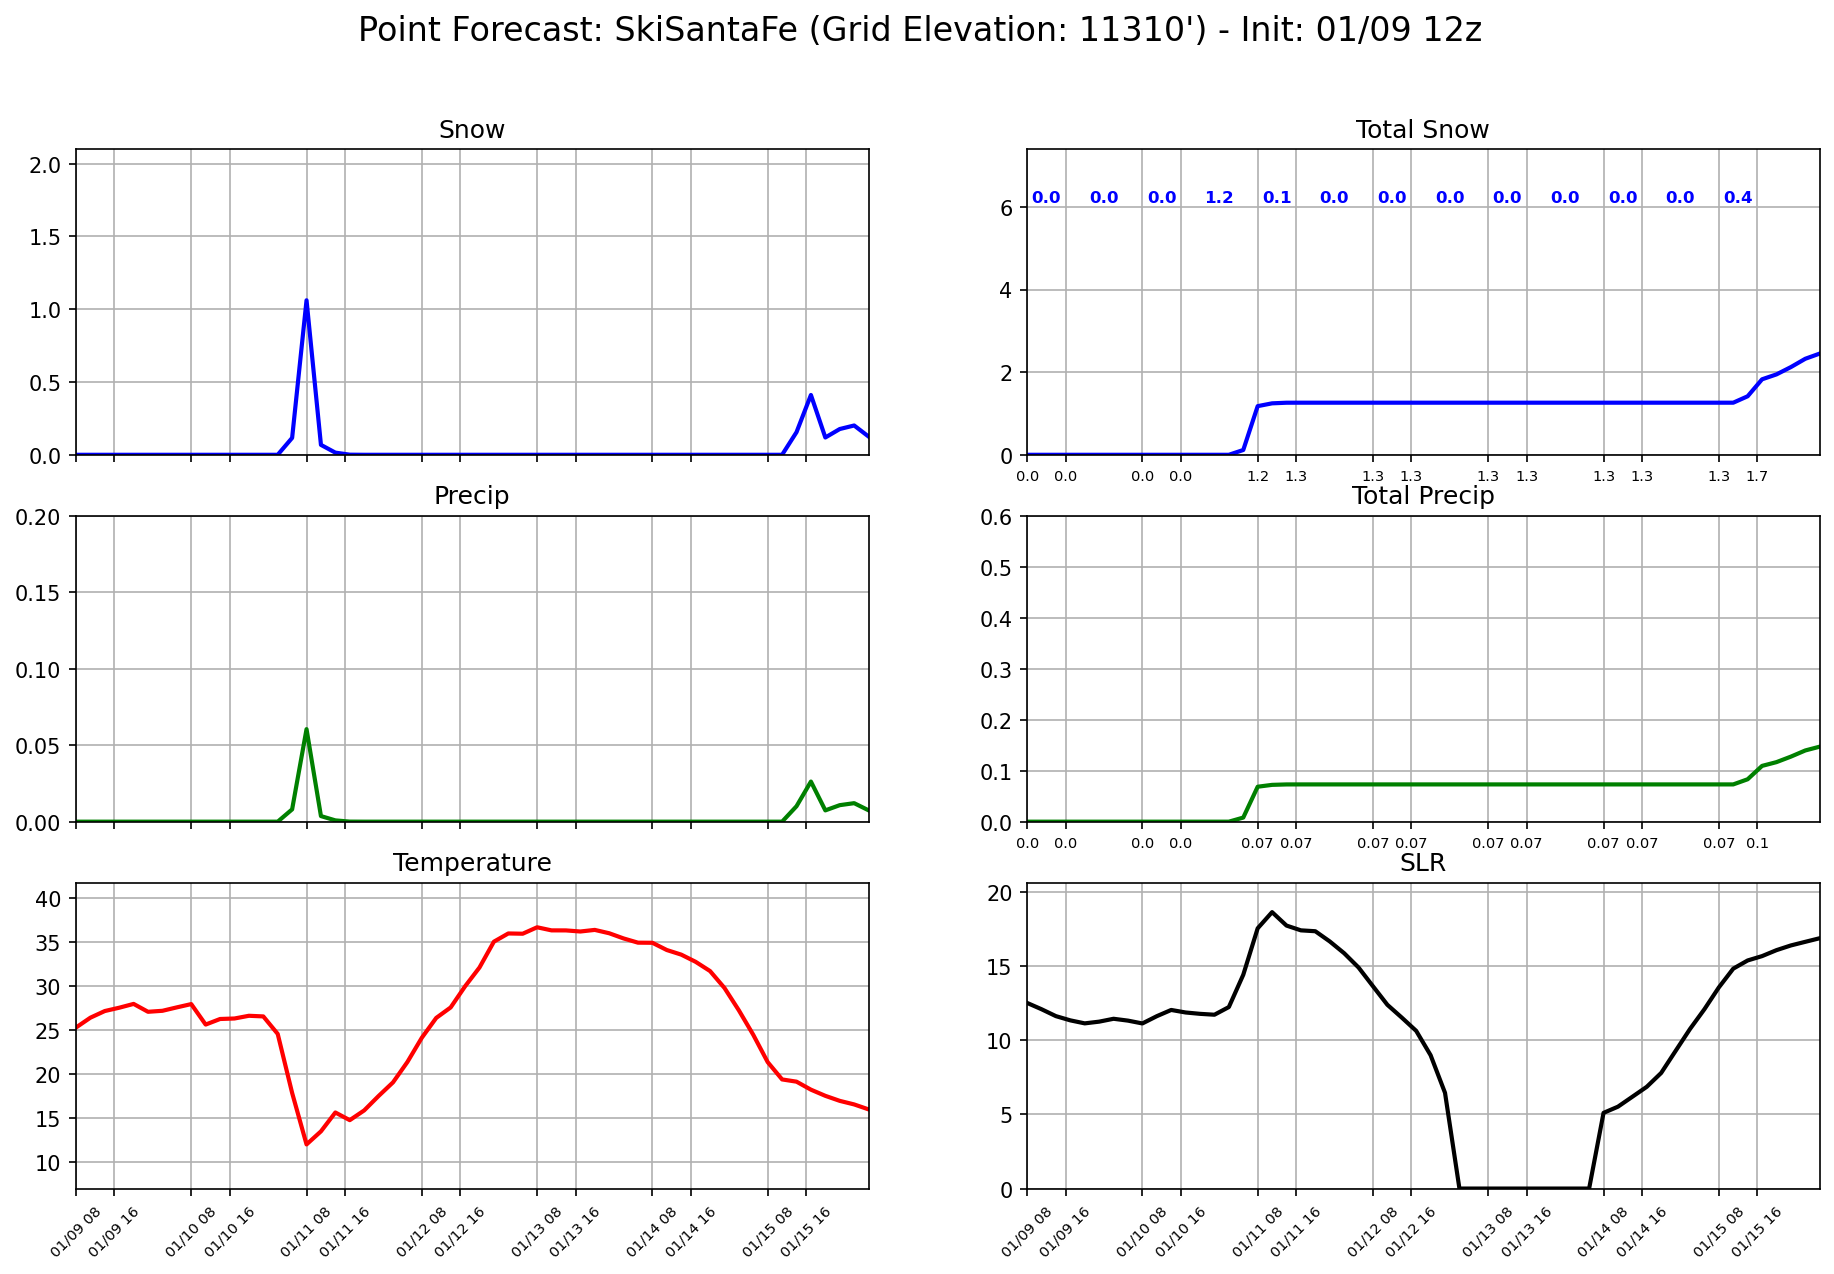 Point Forecast: SkiSantaFe (Grid Elevation: 11310') - Init: 01/09 12z
Snow
2.0
1.5
1.0
0.5
0.0
Total Snow
0.0 0.0 0.0 1.2 0.1 0.0 0.0 0.0 0.0 0.0 0.0 0.0 0.4
6
4
2
0
0.0 0.0 0.0 0.0 1.2 1.3 1.3 1.3 1.3 1.3 1.3 1.3 1.3 1.7
Precip
0.20
0.15
0.10
0.05
0.00
Total Precip
0.6
0.5
0.4
0.3
0.2
0.1
0.0
0.0 0.0 0.0 0.0 0.07 0.07 0.07 0.07 0.07 0.07 0.07 0.07 0.07 0.1
Temperature
40
35
30
25
20
15
10
01/09 08 01/09 16 01/10 08 01/10 16 01/11 08 01/11 16 01/12 08 01/12 16 01/13 08 01/13 16 01/14 08 01/14 16 01/15 08 01/15 16
SLR
20
15
10
5
0
01/09 08 01/09 16 01/10 08 01/10 16 01/11 08 01/11 16 01/12 08 01/12 16 01/13 08 01/13 16 01/14 08 01/14 16 01/15 08 01/15 16